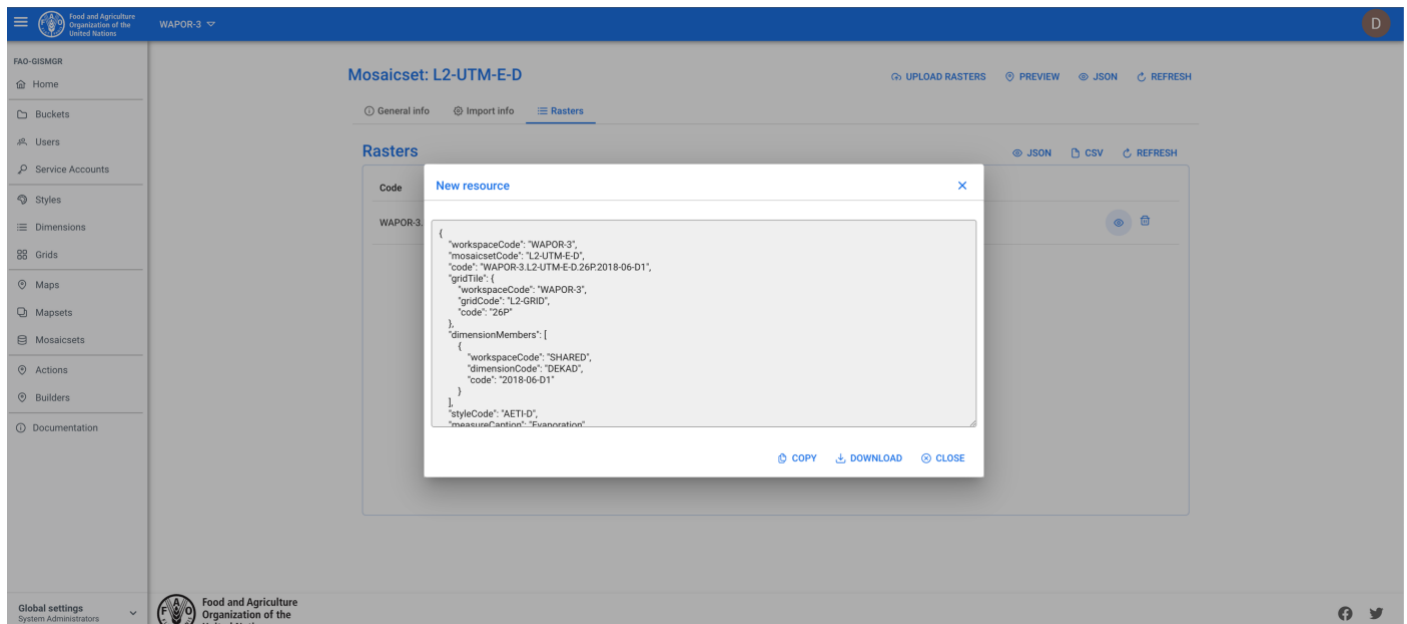 Food and Agriculture
Organization of the
United Nations
WAPOR-3
D
FAO-GISMGR
Home
Buckets
Users
Service Accounts
Styles
Dimensions
Grids
Maps
Mapsets
Mosaicsets
Actions
Builders
Documentation
Global settings
System Administrators
Mosaicset: L2-UTM-E-D
UPLOAD RASTERS
PREVIEW
JSON
REFRESH
General info
Import info
Rasters
Rasters
JSON
CSV
REFRESH
Code
WAPOR-3.
New resource
{
"workspaceCode": "WAPOR-3",
"mosaicsetCode": "L2-UTM-E-D",
"code": "WAPOR-3.L2-UTM-E-D.26P.2018-06-D1",
"gridTile": {
"workspaceCode": "WAPOR-3",
"gridCode": "L2-GRID",
"code": "26P"
},
"dimensionMembers": [
{
"workspaceCode": "SHARED",
"dimensionCode": "DEKAD",
"code": "2018-06-D1"
}
],
"styleCode": "AETI-D",
"measureCaption": "Evaporation"
COPY
DOWNLOAD
CLOSE
FAO
Food and Agriculture
Organization of the
United Nations